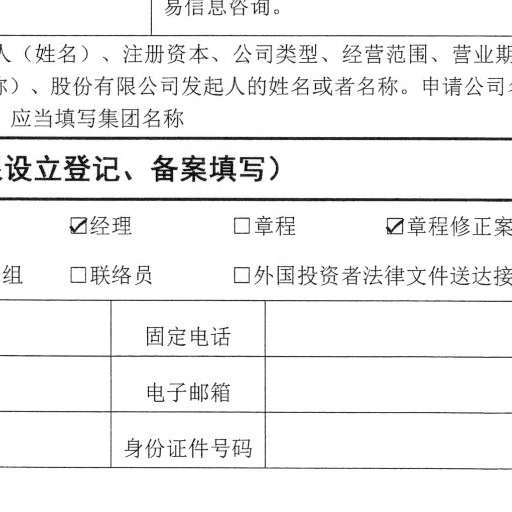 易信息咨询。
人（姓名）、注册资本、公司类型、经营范围、营业期
称）、股份有限公司发起人的姓名或者名称。申请公司名
应当填写集团名称
设立登记、备案填写）
☑经理 □章程 ☑章程修正案
组 □联络员 □外国投资者法律文件送达接
固定电话
电子邮箱
身份证件号码